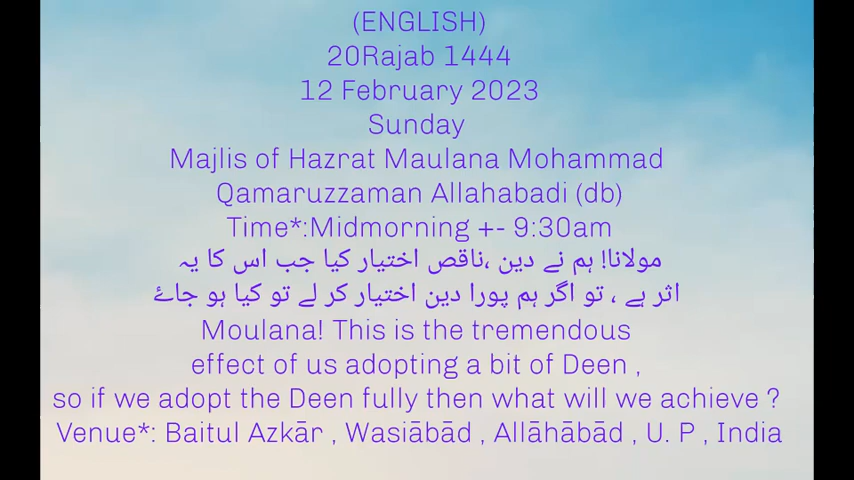 (ENGLISH)
20Rajab 1444
12 February 2023
Sunday
Majlis of Hazrat Maulana Mohammad
Qamaruzzaman Allahabadi (db)
Time*:Midmorning +- 9:30am
مولانا! ہم نے دین ،ناقص اختیار کیا جب اس کا یہ
اثر ہے ، تو اگر ہم پورا دین اختیار کر لے تو کیا ہو جاۓ
Moulana! This is the tremendous
effect of us adopting a bit of Deen ,
so if we adopt the Deen fully then what will we achieve ?
Venue*: Baitul Azkār , Wasiābād , Allāhābād , U. P , India